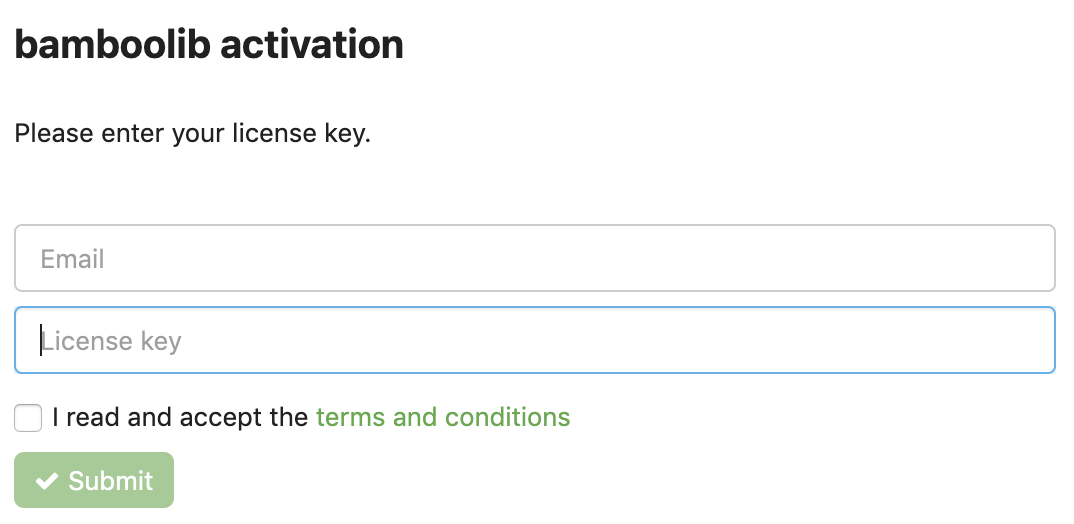 bamboolib activation
Please enter your license key.
Email
License key
I read and accept the terms and conditions
Submit